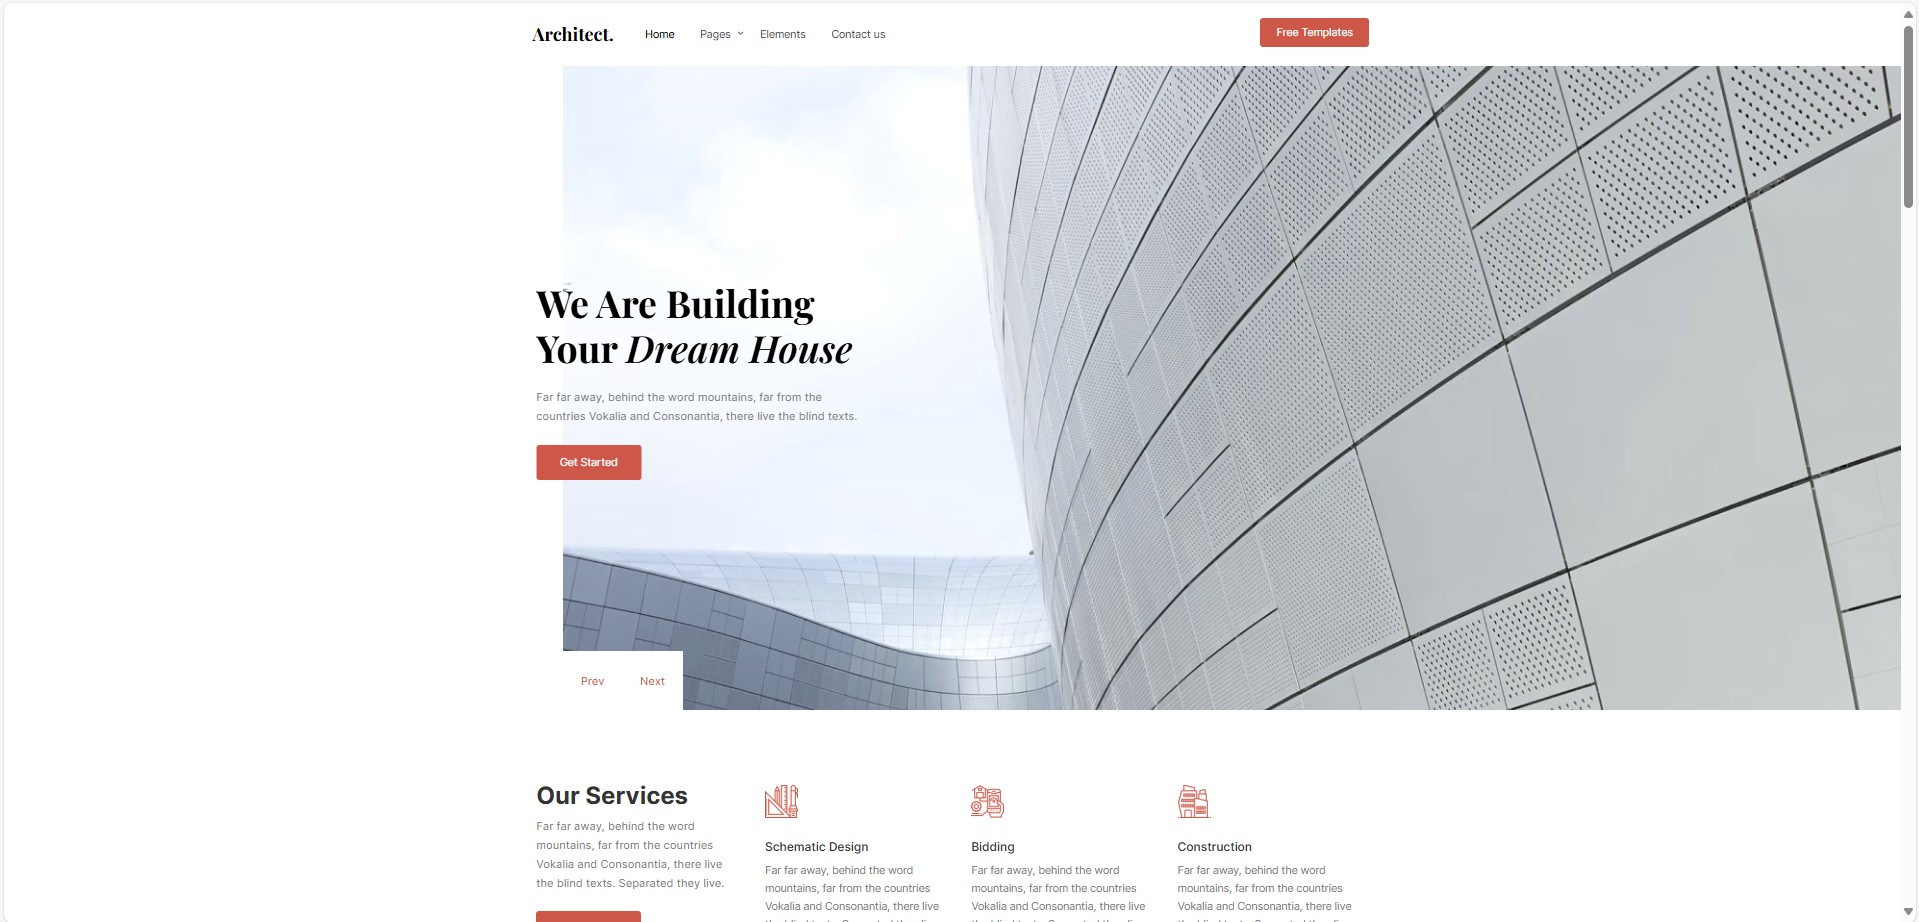 Architect.
Home
Pages
Elements
Contact us
Free Templates
We Are Building
Your Dream House
Far far away, behind the word mountains, far from the
countries Vokalia and Consonantia, there live the blind texts.
Get Started
Prev
Next
Our Services
Far far away, behind the word
mountains, far from the countries
Vokalia and Consonantia, there live
the blind texts. Separated they live.
Schematic Design
Far far away, behind the word
mountains, far from the countries
Vokalia and Consonantia, there live
Bidding
Far far away, behind the word
mountains, far from the countries
Vokalia and Consonantia, there live
Construction
Far far away, behind the word
mountains, far from the countries
Vokalia and Consonantia, there live